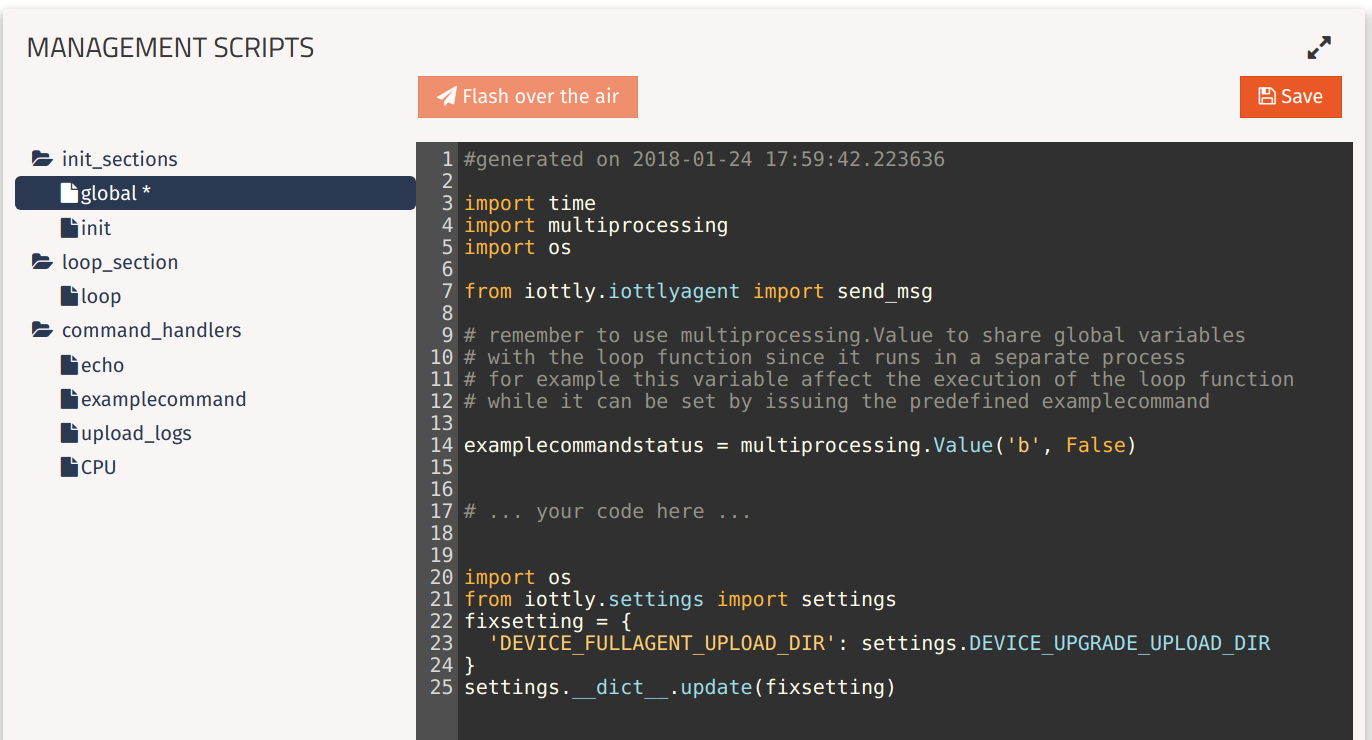 MANAGEMENT SCRIPTS
Flash over the air
Save
init_sections
global *
init
loop_section
loop
command_handlers
echo
examplecommand
upload_logs
CPU
1 #generated on 2018-01-24 17:59:42.223636
2
3 import time
4 import multiprocessing
5 import os
6
7 from iottly.iottlyagent import send_msg
8
9 # remember to use multiprocessing.Value to share global variables
10 # with the loop function since it runs in a separate process
11 # for example this variable affect the execution of the loop function
12 # while it can be set by issuing the predefined examplecommand
13
14 examplecommandstatus = multiprocessing.Value('b', False)
15
16
17 # ... your code here ...
18
19
20 import os
21 from iottly.settings import settings
22 fixsetting = {
23   'DEVICE_FULLAGENT_UPLOAD_DIR': settings.DEVICE_UPGRADE_UPLOAD_DIR
24 }
25 settings.__dict__.update(fixsetting)